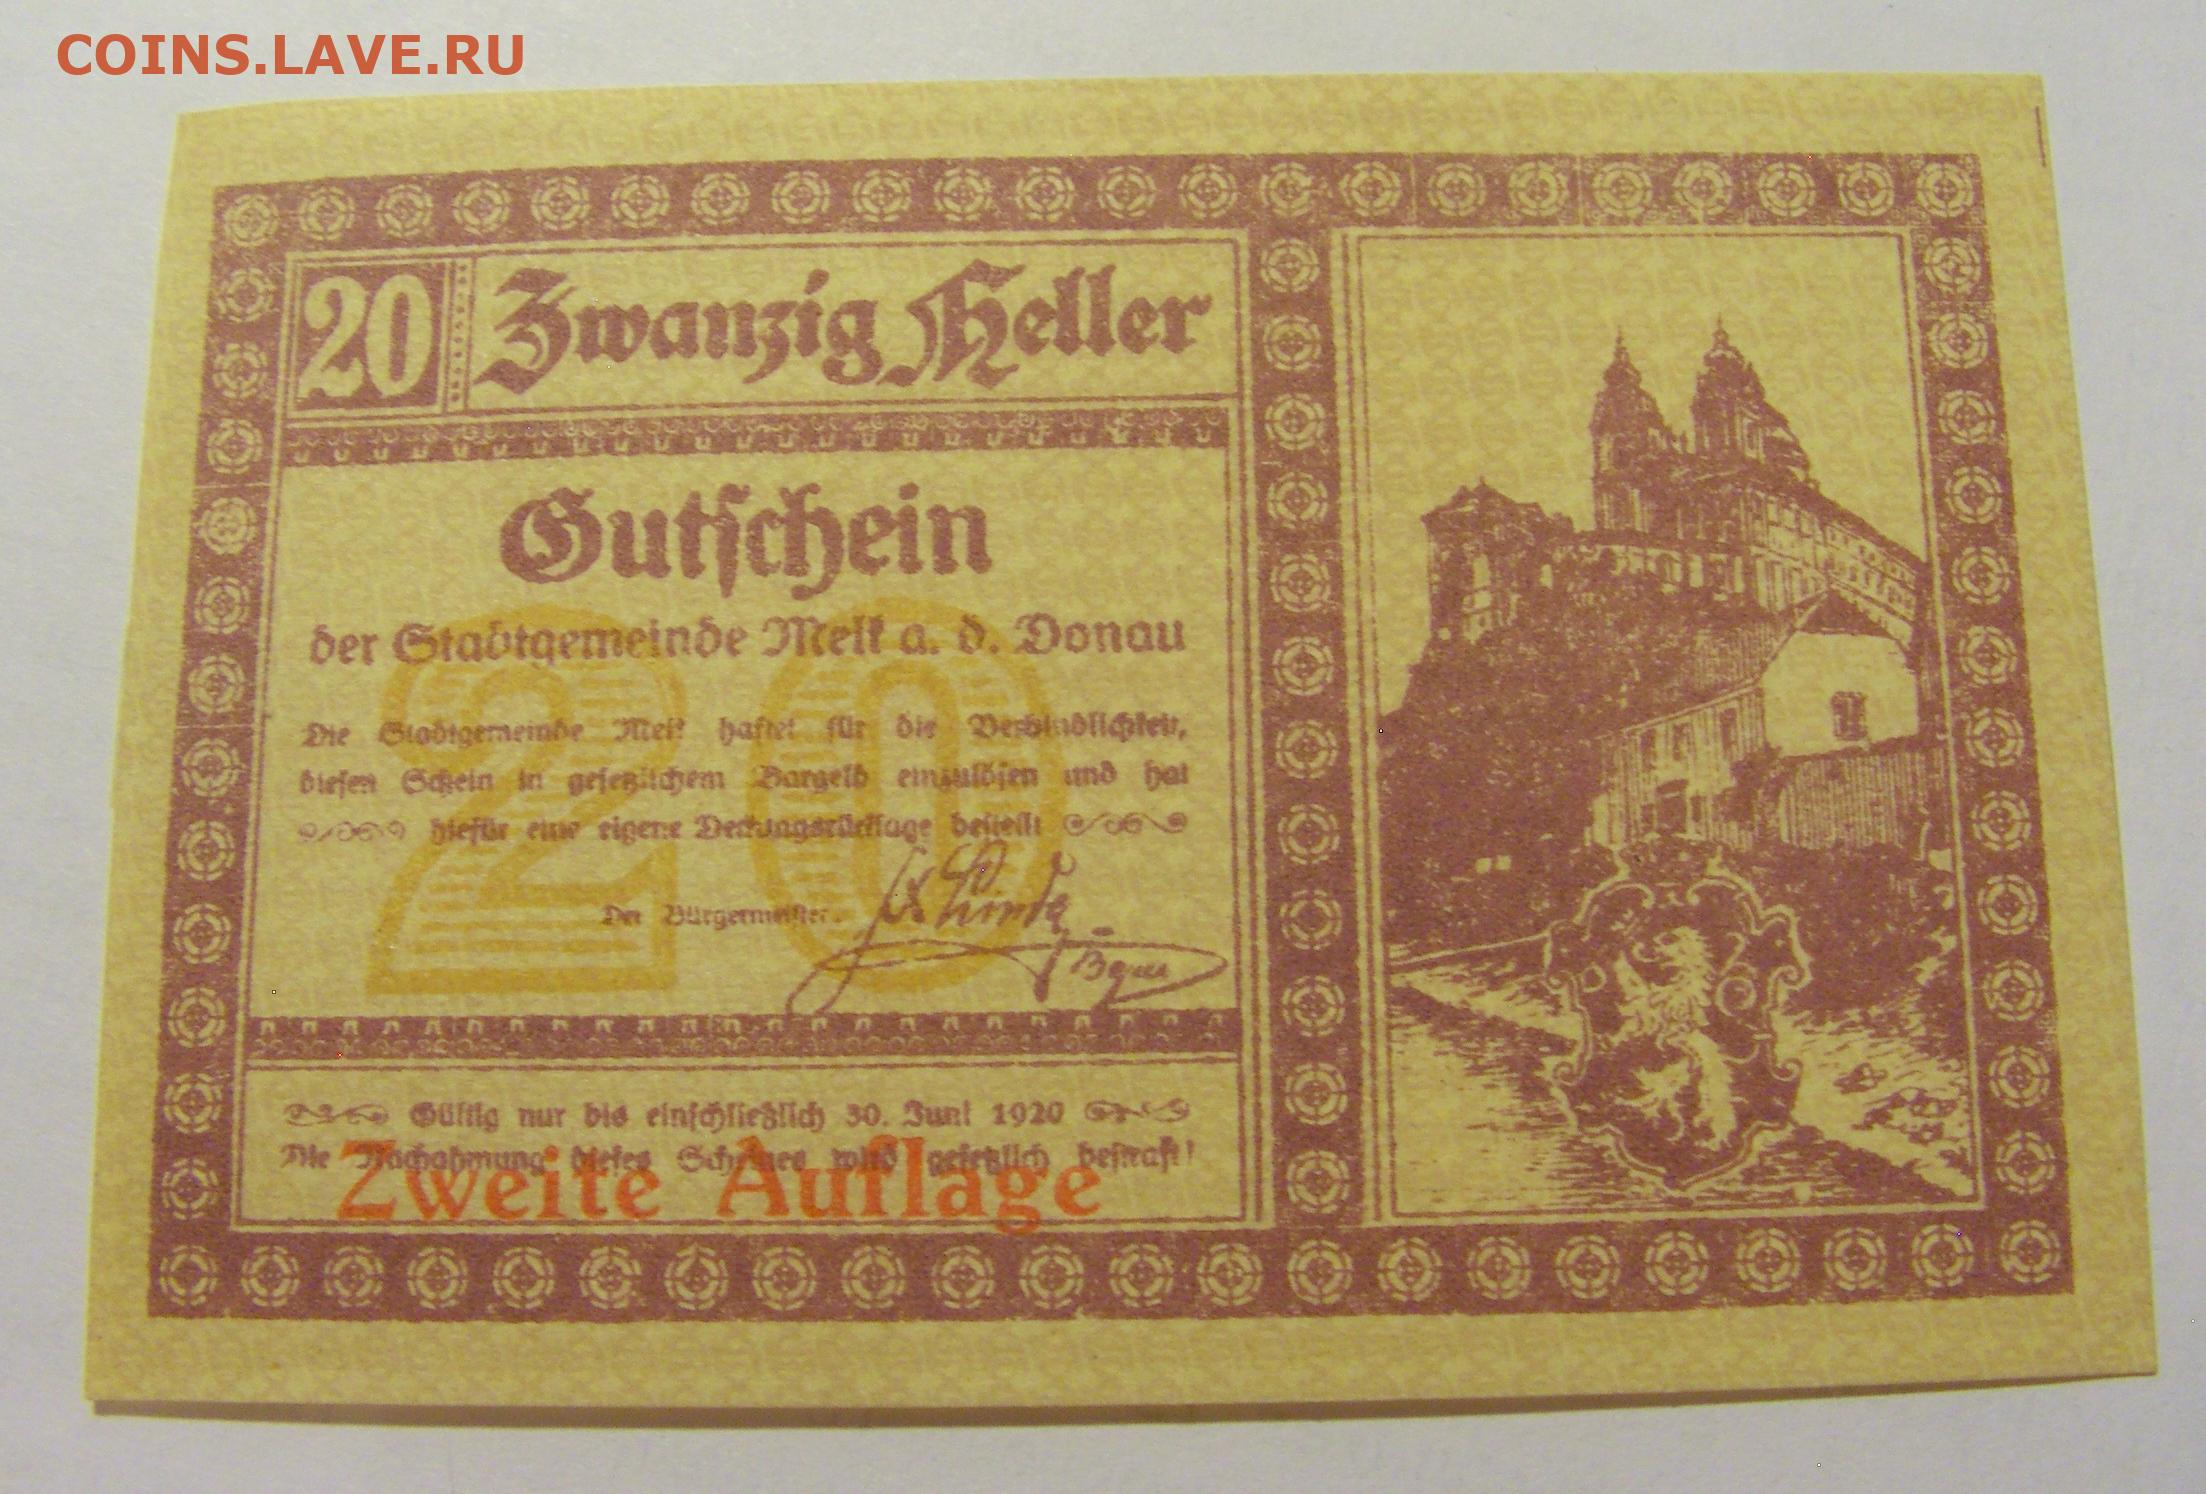 COINS.LAVE.RU
20 Zwanzig Heller
Gutschein
der Stadtgemeinde Melk a. d. Donau
20
Die Stadtgemeinde Melk haftet für die Verbindlichkeit,
diesen Schein in gesetzlichem Bargeld einzulösen und hat
hiefür eine eigene Deckungsrücklage bestellt
Der Bürgermeister:
Gültig nur bis einschließlich 30. Juni 1920
Die Nachahmung dieses Scheines wird gesetzlich bestraft!
Zweite Auflage